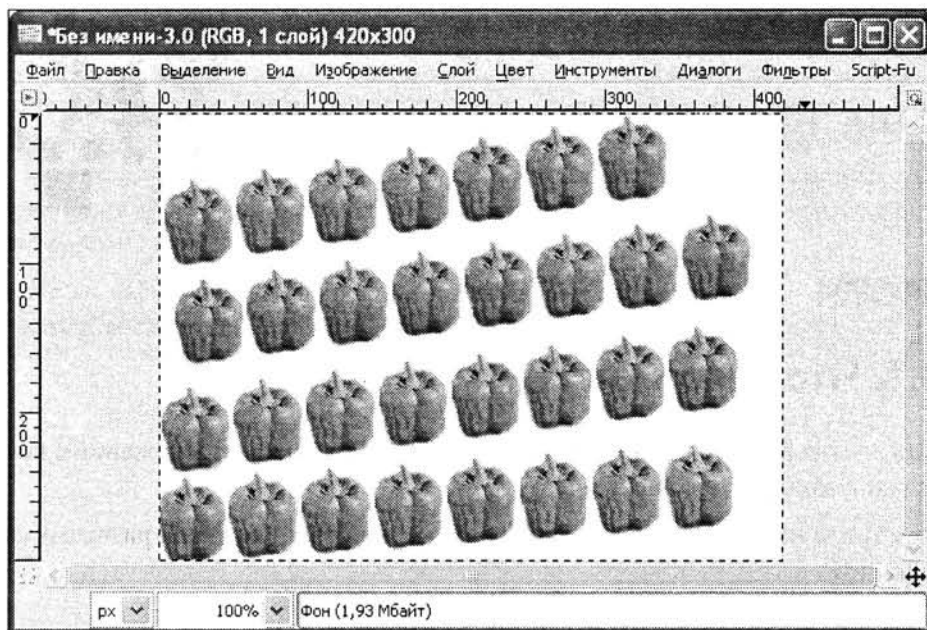 *Без имени-3.0 (RGB, 1 слой) 420x300
Файл Правка Выделение Вид Изображение Слой Цвет Инструменты Диалоги Фильтры Script-Fu
0 100 200 300 400
0
100
200
px 100% Фон (1,93 Мбайт)